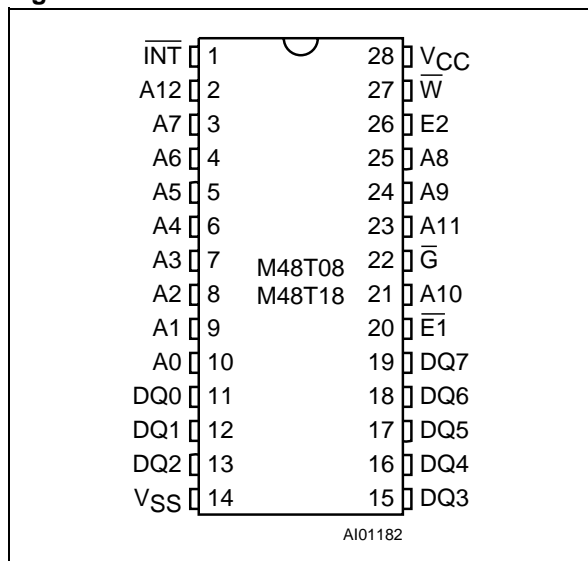 I̅N̅T̅ 1 28 VCC
A12 2 27 W̅
A7 3 26 E2
A6 4 25 A8
A5 5 24 A9
A4 6 23 A11
A3 7 M48T08 22 G̅
A2 8 M48T18 21 A10
A1 9 20 E̅1̅
A0 10 19 DQ7
DQ0 11 18 DQ6
DQ1 12 17 DQ5
DQ2 13 16 DQ4
VSS 14 15 DQ3
AI01182